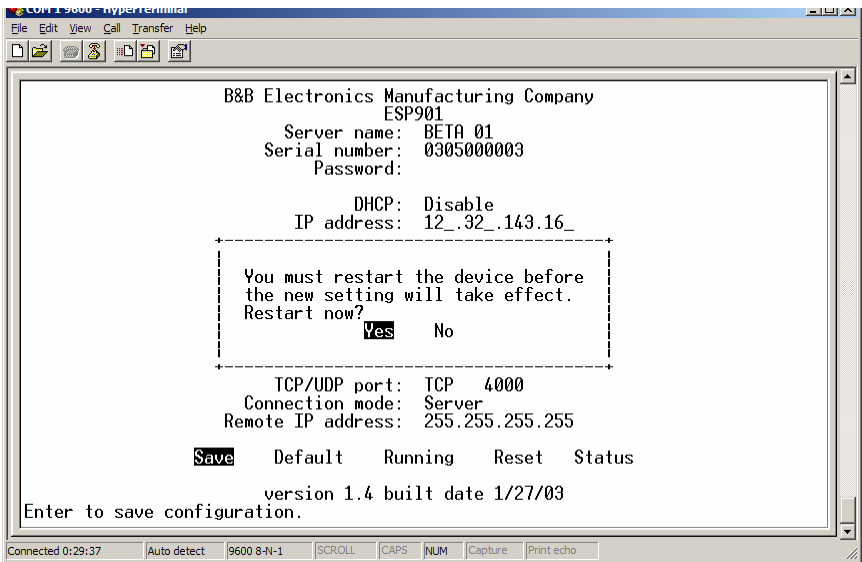 COM 1 9600 - HyperTerminal
File Edit View Call Transfer Help
B&B Electronics Manufacturing Company
ESP901
Server name: BETA 01
Serial number: 0305000003
Password:
DHCP: Disable
IP address: 12_.32_.143.16_
You must restart the device before
the new setting will take effect.
Restart now?
Yes No
TCP/UDP port: TCP 4000
Connection mode: Server
Remote IP address: 255.255.255.255
Save Default Running Reset Status
version 1.4 built date 1/27/03
Enter to save configuration.
Connected 0:29:37 Auto detect 9600 8-N-1 SCROLL CAPS NUM Capture Print echo